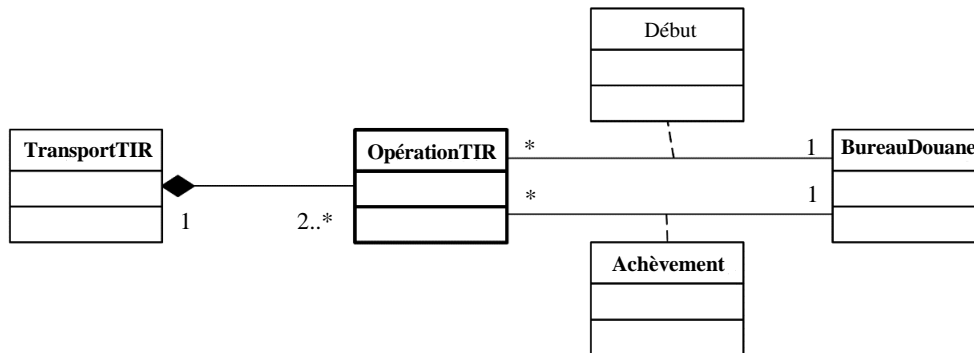 Début
TransportTIR
OpérationTIR
BureauDouane
*
1
*
1
1
2..*
Achèvement